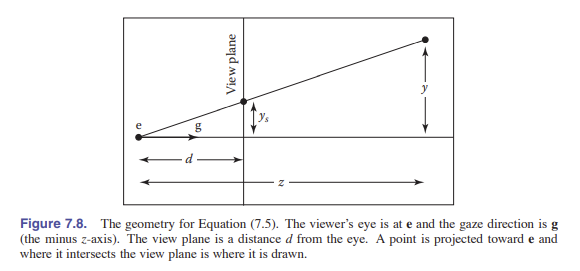 View plane
e
g
yₛ
y
d
z
Figure 7.8. The geometry for Equation (7.5). The viewer's eye is at e and the gaze direction is g
(the minus z-axis). The view plane is a distance d from the eye. A point is projected toward e and
where it intersects the view plane is where it is drawn.